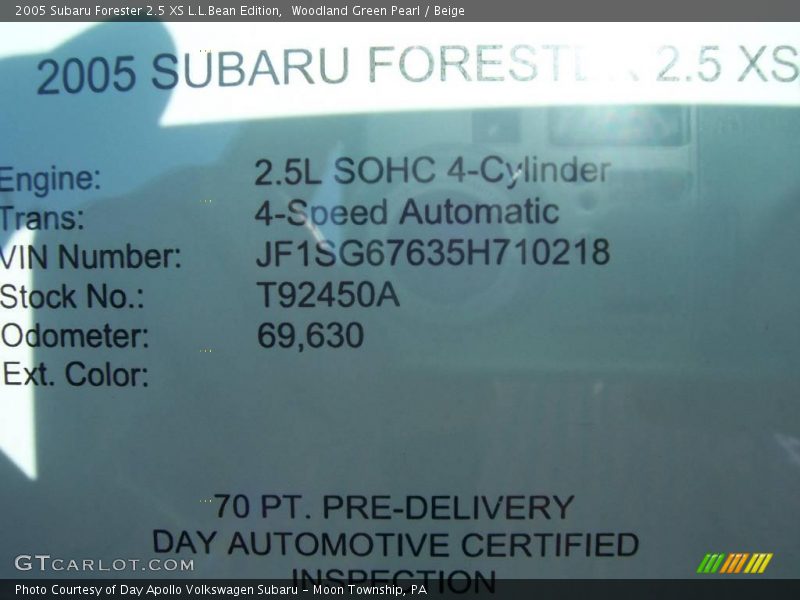 2005 Subaru Forester 2.5 XS L.L.Bean Edition, Woodland Green Pearl / Beige
2005 SUBARU FORESTER 2.5 XS
Engine: 2.5L SOHC 4-Cylinder
Trans: 4-Speed Automatic
VIN Number: JF1SG67635H710218
Stock No.: T92450A
Odometer: 69,630
Ext. Color:
70 PT. PRE-DELIVERY
DAY AUTOMOTIVE CERTIFIED
INSPECTION
GTCARLOT.COM
Photo Courtesy of Day Apollo Volkswagen Subaru – Moon Township, PA